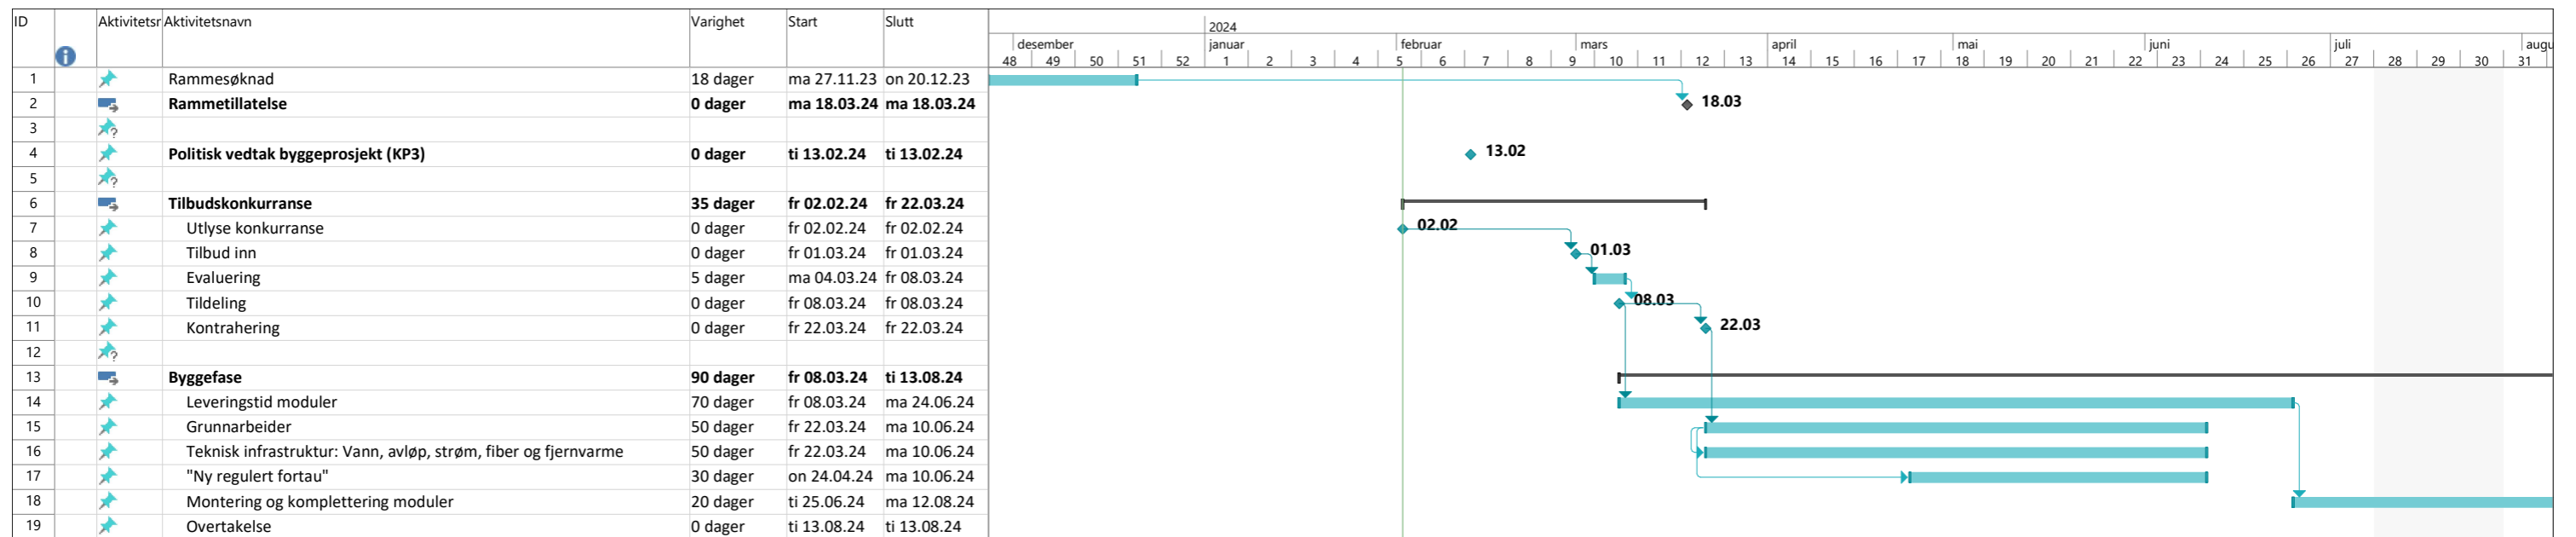 ID Aktivitetsr Aktivitetsnavn Varighet Start Slutt
2024
desember januar februar mars april mai juni juli augu
48 49 50 51 52 1 2 3 4 5 6 7 8 9 10 11 12 13 14 15 16 17 18 19 20 21 22 23 24 25 26 27 28 29 30 31
1 Rammesøknad 18 dager ma 27.11.23 on 20.12.23
2 Rammetillatelse 0 dager ma 18.03.24 ma 18.03.24 18.03
3 ?
4 Politisk vedtak byggeprosjekt (KP3) 0 dager ti 13.02.24 ti 13.02.24 13.02
5 ?
6 Tilbudskonkurranse 35 dager fr 02.02.24 fr 22.03.24
7 Utlyse konkurranse 0 dager fr 02.02.24 fr 02.02.24 02.02
8 Tilbud inn 0 dager fr 01.03.24 fr 01.03.24 01.03
9 Evaluering 5 dager ma 04.03.24 fr 08.03.24
10 Tildeling 0 dager fr 08.03.24 fr 08.03.24 08.03
11 Kontrahering 0 dager fr 22.03.24 fr 22.03.24 22.03
12 ?
13 Byggefase 90 dager fr 08.03.24 ti 13.08.24
14 Leveringstid moduler 70 dager fr 08.03.24 ma 24.06.24
15 Grunnarbeider 50 dager fr 22.03.24 ma 10.06.24
16 Teknisk infrastruktur: Vann, avløp, strøm, fiber og fjernvarme 50 dager fr 22.03.24 ma 10.06.24
17 "Ny regulert fortau" 30 dager on 24.04.24 ma 10.06.24
18 Montering og komplettering moduler 20 dager ti 25.06.24 ma 12.08.24
19 Overtakelse 0 dager ti 13.08.24 ti 13.08.24